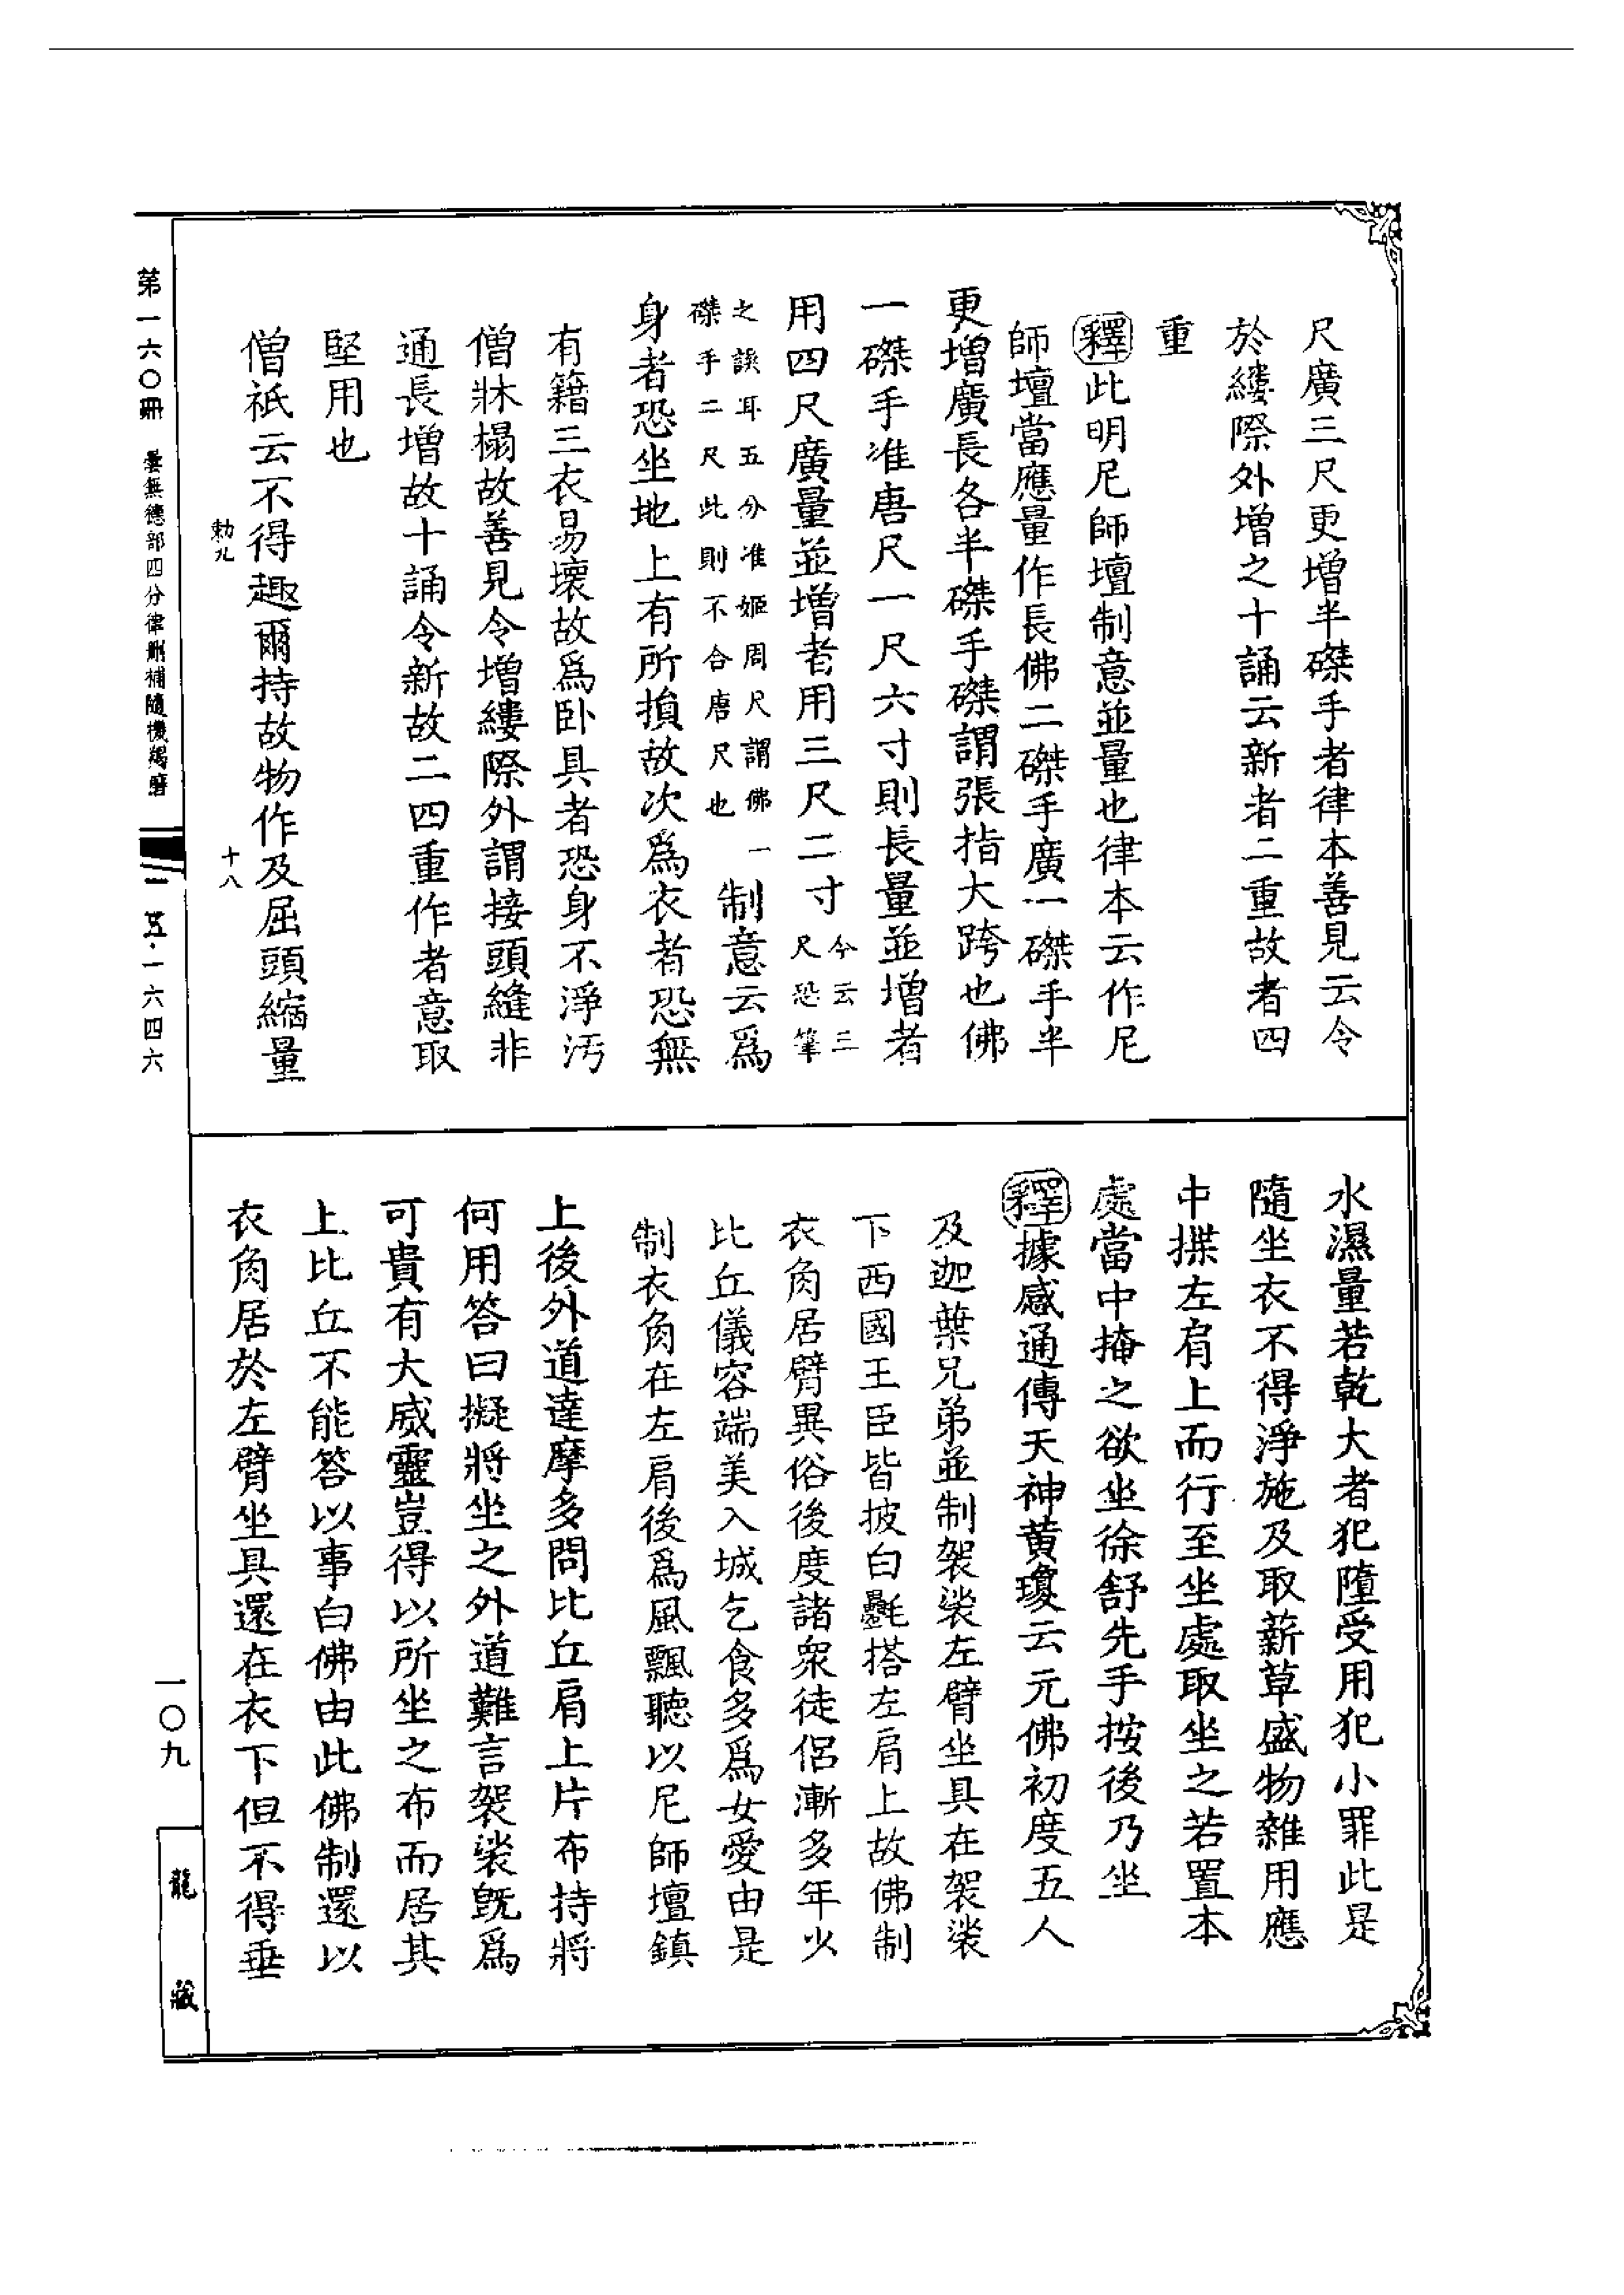 尺廣三尺更增半磔手者律本善見云令
於縷際外增之十誦云新者二重故者四
重
釋此明尼師壇制意並量也律本云作尼
師壇當應量作長佛二磔手廣一磔手半
更增廣長各半磔手磔謂張指大跨也佛
一磔手准唐尺一尺六寸則長量並增者
用四尺廣量並增者用三尺二寸今云三
尺恐筆
之誤耳五分准姬周尺謂佛一
磔手二尺此則不合唐尺也
制意云為
身者恐坐地上有所損故次為衣者恐無
有籍三衣易壞故為卧具者恐身不淨汚
僧牀榻故善見令增縷際外謂接頭縫非
通長增故十誦令新故二四重作者意取
堅用也
僧祇云不得趣爾持故物作及屈頭縮量
勅九
十八
水濕量若乾大者犯墮受用犯小罪此是
隨坐衣不得淨施及取薪草盛物雜用應
中揲左肩上而行至坐處取坐之若置本
處當中掩之欲坐徐舒先手按後乃坐
釋據感通傳天神黃瓊云元佛初度五人
及迦葉兄弟並制袈裟左臂坐具在袈裟
下西國王臣皆披白㲲搭左肩上故佛制
衣角居臂異俗後度諸衆徒侶漸多年少
比丘儀容端美入城乞食多為女愛由是
制衣角在左肩後為風飄聽以尼師壇鎮
上後外道達摩多問比丘肩上片布持將
何用答曰擬將坐之外道難言袈裟既為
可貴有大威靈豈得以所坐之布而居其
上比丘不能答以事白佛由此佛制還以
衣角居於左臂坐具還在衣下但不得垂
第一六〇冊 曇無德部四分律刪補隨機羯磨
一六四六
一〇九
龍藏